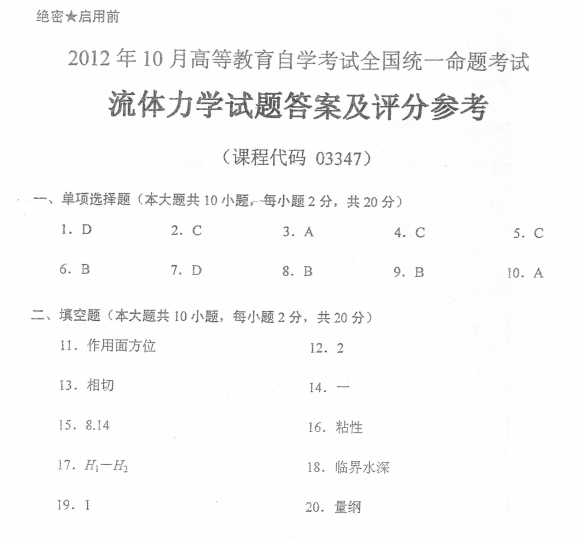 绝密★启用前
2012 年 10 月高等教育自学考试全国统一命题考试
流体力学试题答案及评分参考
（课程代码 03347）
一、单项选择题（本大题共 10 小题，每小题 2 分，共 20 分）
1．D 2．C 3．A 4．C 5．C
6．B 7．D 8．B 9．B 10．A
二、填空题（本大题共 10 小题，每小题 2 分，共 20 分）
11．作用面方位 12．2
13．相切 14．一
15．8.14 16．粘性
17．H₁－H₂ 18．临界水深
19．1 20．量纲